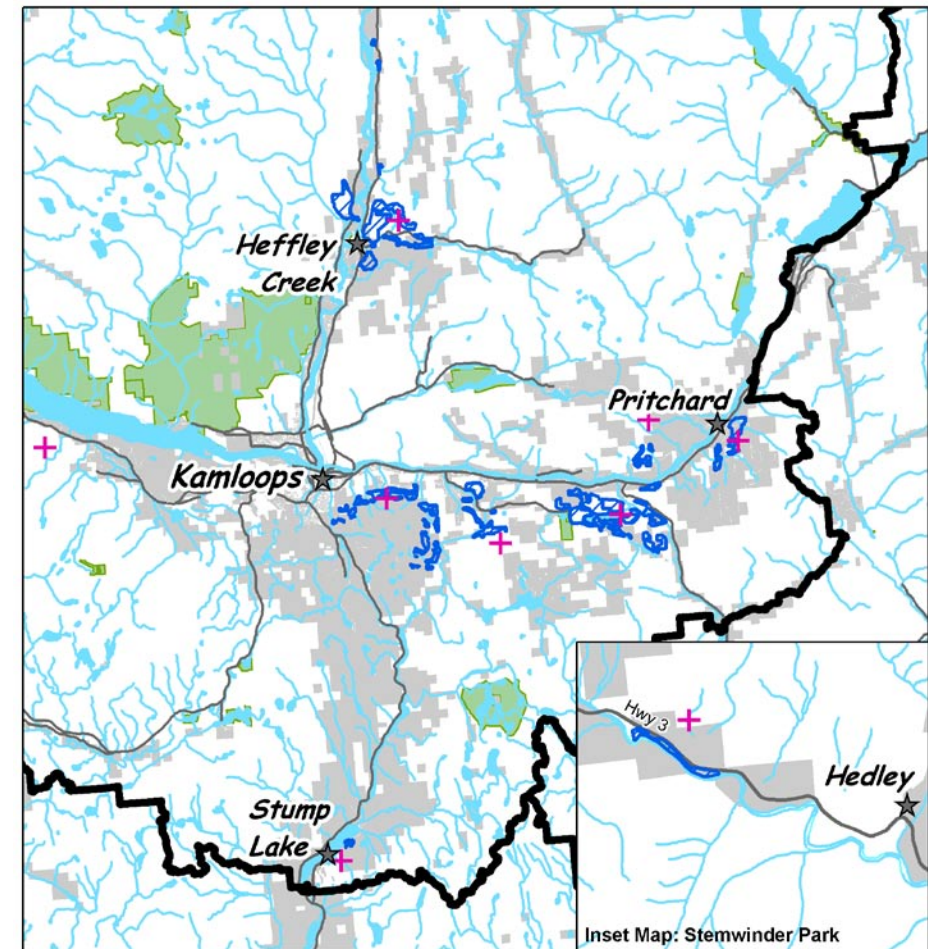 Heffley
Creek
Pritchard
Kamloops
Hwy 3
Hedley
Stump
Lake
Inset Map: Stemwinder Park